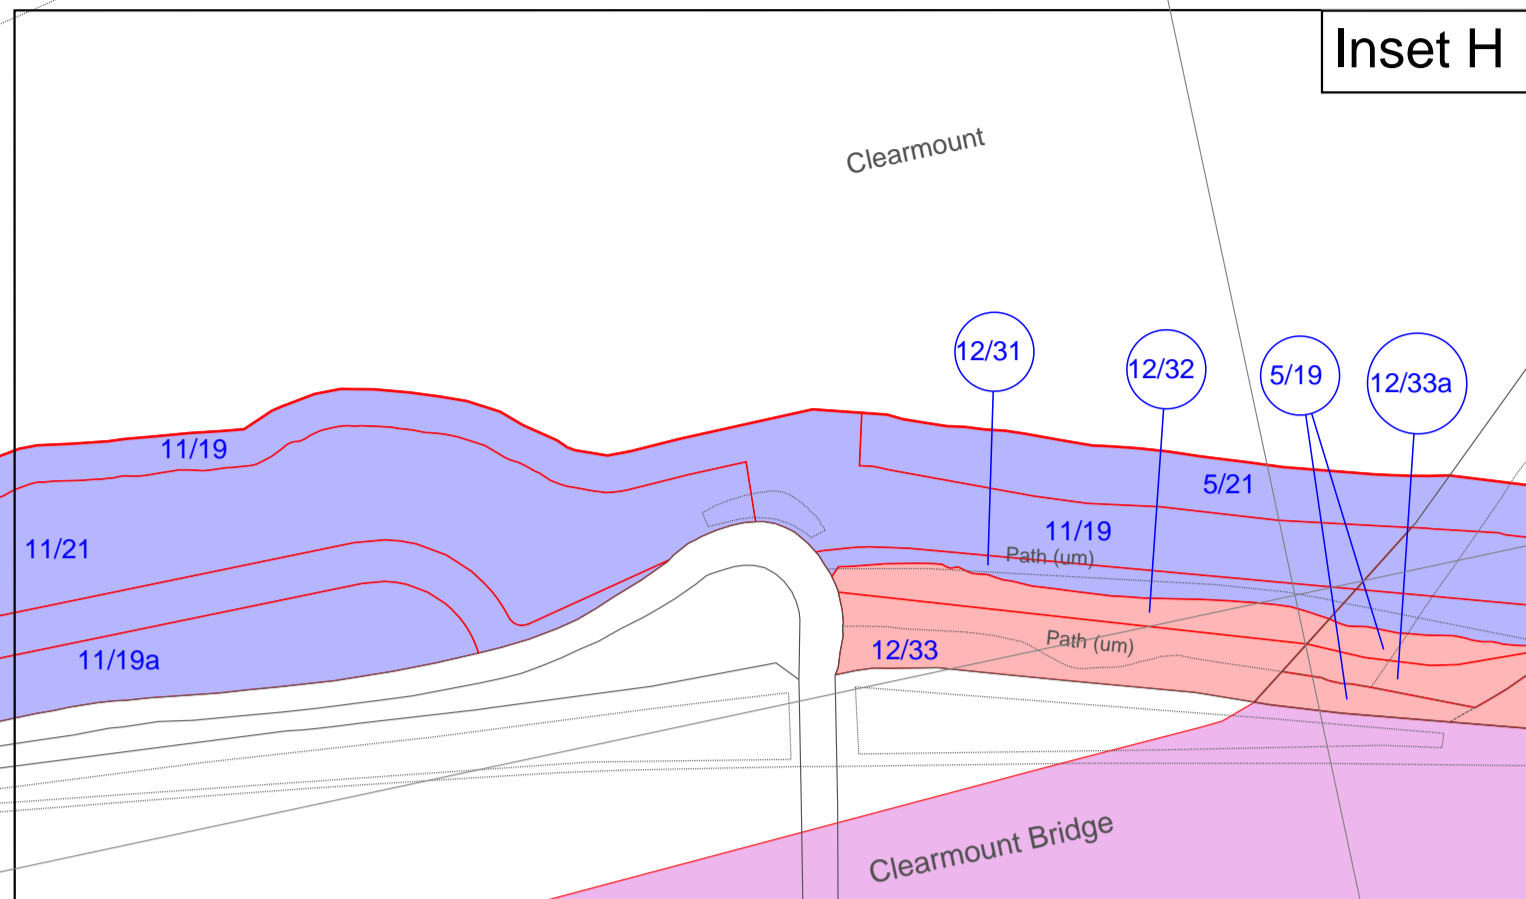 Inset H
Clearmount
12/31
12/32
5/19
12/33a
11/19
5/21
11/19
11/21
Path (um)
Path (um)
12/33
11/19a
Clearmount Bridge